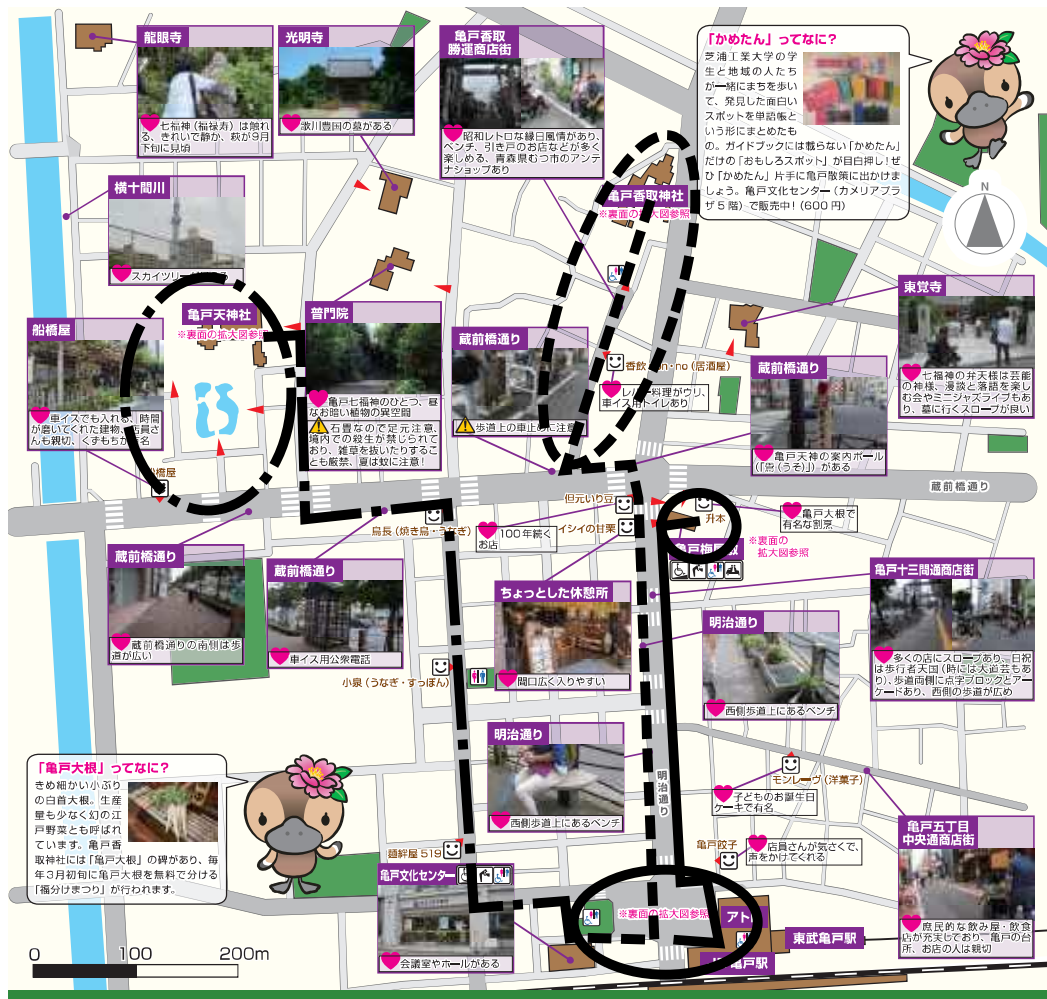 龍眼寺
七福神(福禄寿)は触れ
る、きれいで静か、萩が9月
下旬に見頃
光明寺
歌川豊国の墓がある
亀戸香取
勝運商店街
昭和レトロな縁日風情があり、
ベンチ、引き戸のお店などが多く
楽しめる、青森県むつ市のアンテ
ナショップあり
「かめたん」ってなに?
芝浦工業大学の学
生と地域の人たち
が一緒にまちを歩い
て、発見した面白い
スポットを単語帳と
いう形にまとめたも
の。ガイドブックには載らない「かめたん」
だけの「おもしろスポット」が目白押し!ぜ
ひ「かめたん」片手に亀戸散策に出かけま
しょう。亀戸文化センター(カメリアプラ
ザ5階)で販売中!(600円)
N
横十間川
スカイツリー
亀戸香取神社
※裏面の拡大図参照
亀戸天神社
※裏面の拡大図参照
船橋屋
車イスでも入れる、時間
が磨いてくれた建物、店員さ
んも親切、くずもちが
船橋屋
普門院
亀戸七福神のひとつ、昼
なお暗い植物の異空間
石畳なので足元注意、
境内での殺生が禁じられて
おり、雑草を抜いたりするこ
とも厳禁、夏は蚊に注意!
蔵前橋通り
歩道上の車止めに注意
香飲
no(居酒屋)
レバー料理がウリ、
車イス用トイレあり
東覚寺
七福神の弁天様は芸能
の神様、漫談と落語を楽し
む会やミニジャズライブもあ
り、墓に行くスロープが良い
蔵前橋通り
亀戸天神の案内ポール
(「雲(うそ)」)がある
蔵前橋通り
但元いり豆
イシイの甘栗
100年続く
お店
鳥長(焼き鳥・うなぎ)
升本
亀戸大根で
有名な割烹
亀戸梅屋敷
※裏面の
拡大図参照
蔵前橋通り
蔵前橋通りの南側は歩
道が広い
蔵前橋通り
車イス用公衆電話
ちょっとした休憩所
間口広く入りやすい
亀戸十三間通商店街
多くの店にスロープあり、日祝
は歩行者天国(時には大道芸もあ
り)、歩道両側に点字ブロックとアー
ケードあり、西側の歩道が広め
明治通り
西側歩道上にあるベンチ
小泉(うなぎ・すっぽん)
明治通り
西側歩道上にあるベンチ
明治通り
モンレーヴ(洋菓子)
子どものお誕生日
ケーキで有名
亀戸餃子
店員さんが気さくで、
声をかけてくれる
亀戸五丁目
中央通商店街
庶民的な飲み屋・飲食
店が充実しており、亀戸の台
所、お店の人は親切
「亀戸大根」ってなに?
きめ細かい小ぶり
の白首大根。生産
量も少なく幻の江
戸野菜とも呼ばれ
ています。亀戸香
取神社には「亀戸大根」の碑があり、毎
年3月初旬に亀戸大根を無料で分ける
「福分けまつり」が行われます。
麺絆屋519
亀戸文化センター
会議室やホールがある
※裏面の拡大図参照
アト
東武亀戸駅
亀戸駅
0 100 200m